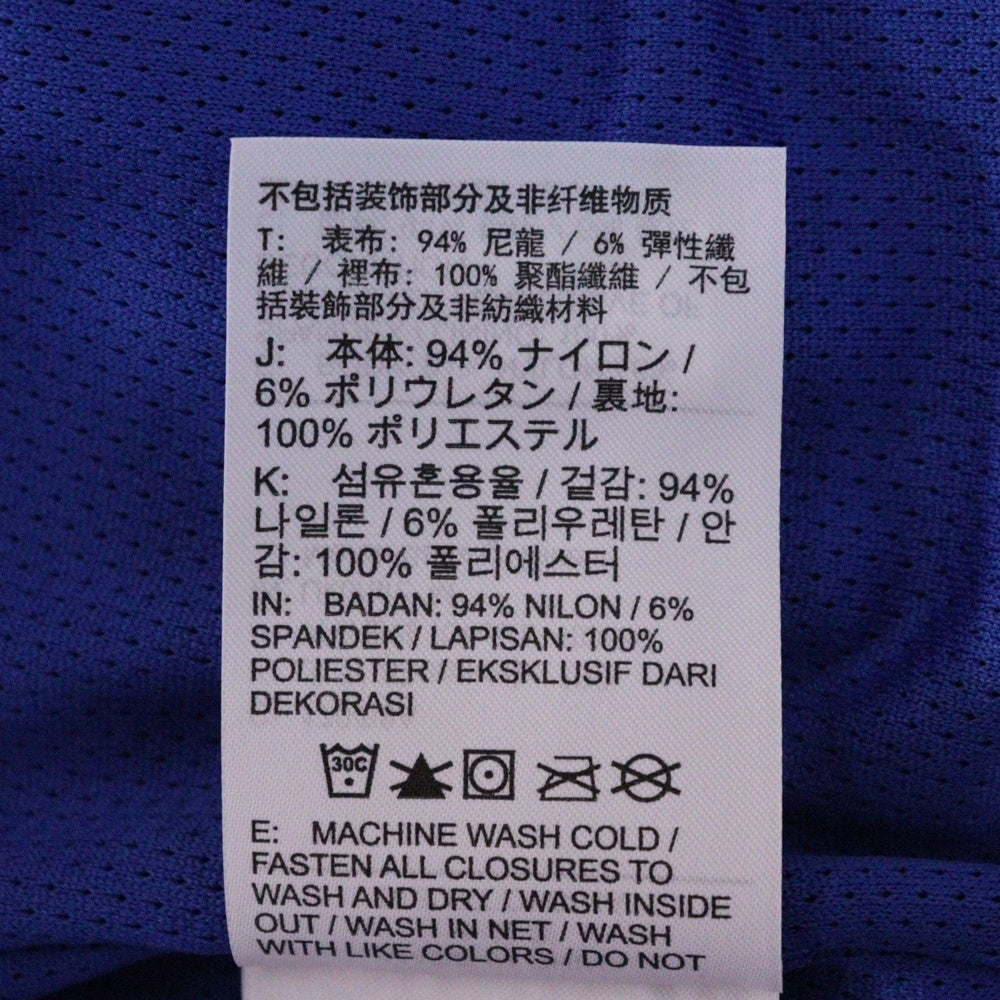 不包括装饰部分及非纤维物质
T: 表布: 94% 尼龍 / 6% 彈性纖
維 / 裡布: 100% 聚酯纖維 / 不包
括裝飾部分及非紡織材料
J: 本体: 94% ナイロン /
6% ポリウレタン / 裏地:
100% ポリエステル
K: 섬유혼용율 / 겉감: 94%
나일론 / 6% 폴리우레탄 / 안
감: 100% 폴리에스터
IN: BADAN: 94% NILON / 6%
SPANDEK / LAPISAN: 100%
POLIESTER / EKSKLUSIF DARI
DEKORASI
30C
E: MACHINE WASH COLD /
FASTEN ALL CLOSURES TO
WASH AND DRY / WASH INSIDE
OUT / WASH IN NET / WASH
WITH LIKE COLORS / DO NOT